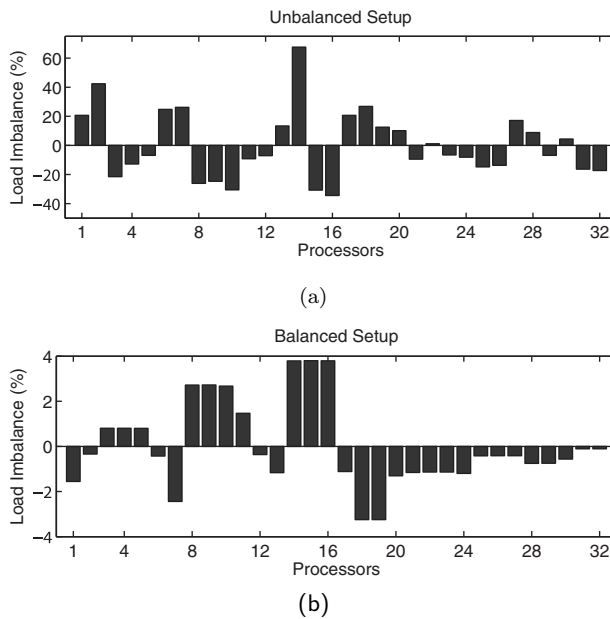 Unbalanced Setup
60
40
20
0
−20
−40
Load Imbalance (%)
1 4 8 12 16 20 24 28 32
Processors
(a)
Balanced Setup
4
2
0
−2
−4
Load Imbalance (%)
1 4 8 12 16 20 24 28 32
Processors
(b)